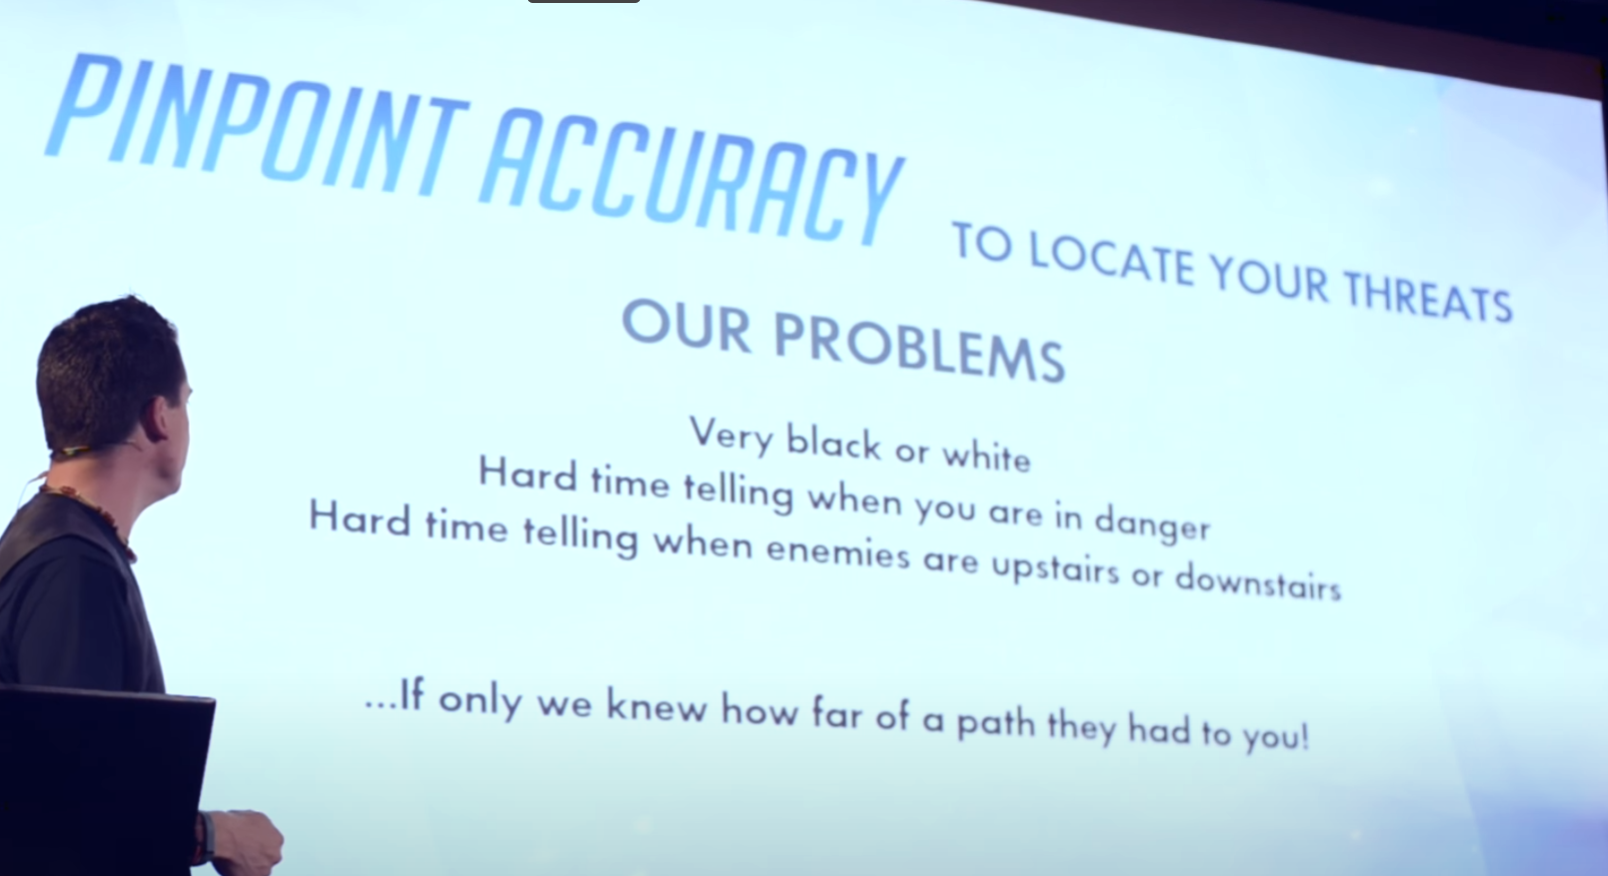 PINPOINT ACCURACY TO LOCATE YOUR THREATS
OUR PROBLEMS
Very black or white
Hard time telling when you are in danger
Hard time telling when enemies are upstairs or downstairs
...If only we knew how far of a path they had to you!